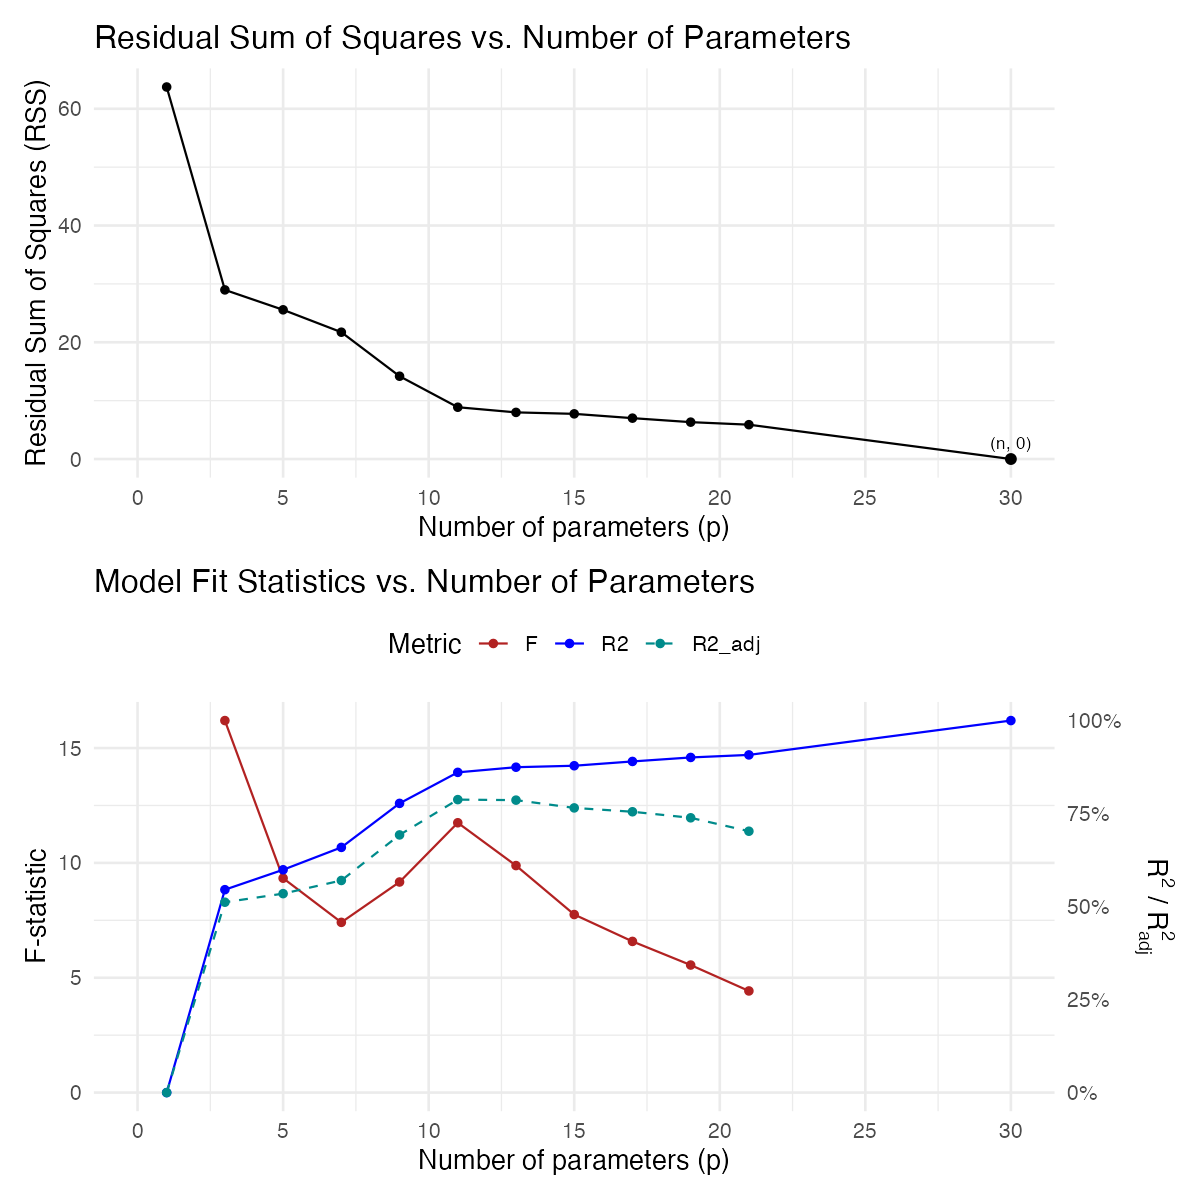 Residual Sum of Squares vs. Number of Parameters
Residual Sum of Squares (RSS)
60
40
20
0
(n, 0)
0 5 10 15 20 25 30
Number of parameters (p)
Model Fit Statistics vs. Number of Parameters
Metric F R2 R2_adj
F-statistic
15
10
5
0
100%
75%
50%
25%
0%
R² / R²adj
0 5 10 15 20 25 30
Number of parameters (p)